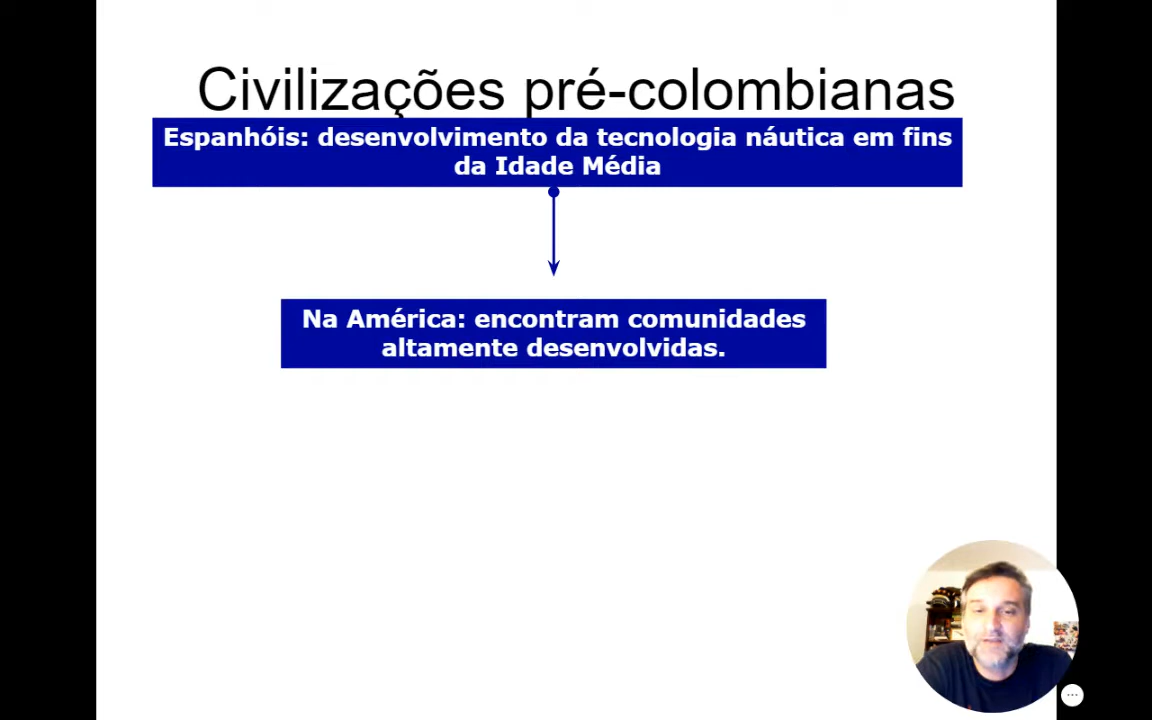 Civilizações pré-colombianas
Espanhóis: desenvolvimento da tecnologia náutica em fins
da Idade Média
Na América: encontram comunidades
altamente desenvolvidas.